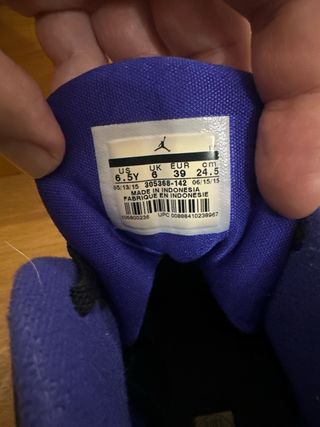 US UK EUR cm
6.5Y 6 39 24.5
05/13/15 305368-142 06/15/15
MADE IN INDONESIA
FABRIQUE EN INDONESIE
UPC 00888410238967